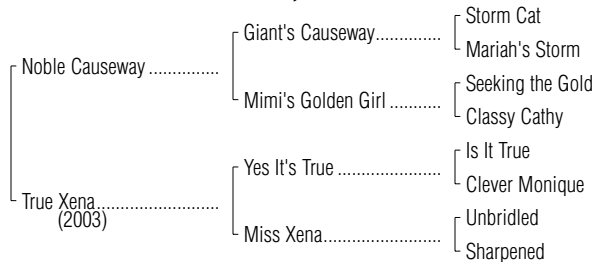 Storm Cat
Giant's Causeway..............
Mariah's Storm
Noble Causeway ...............
Seeking the Gold
Mimi's Golden Girl ..........
Classy Cathy
Is It True
Yes It's True ......................
Clever Monique
True Xena..........................
(2003)
Unbridled
Miss Xena.........................
Sharpened